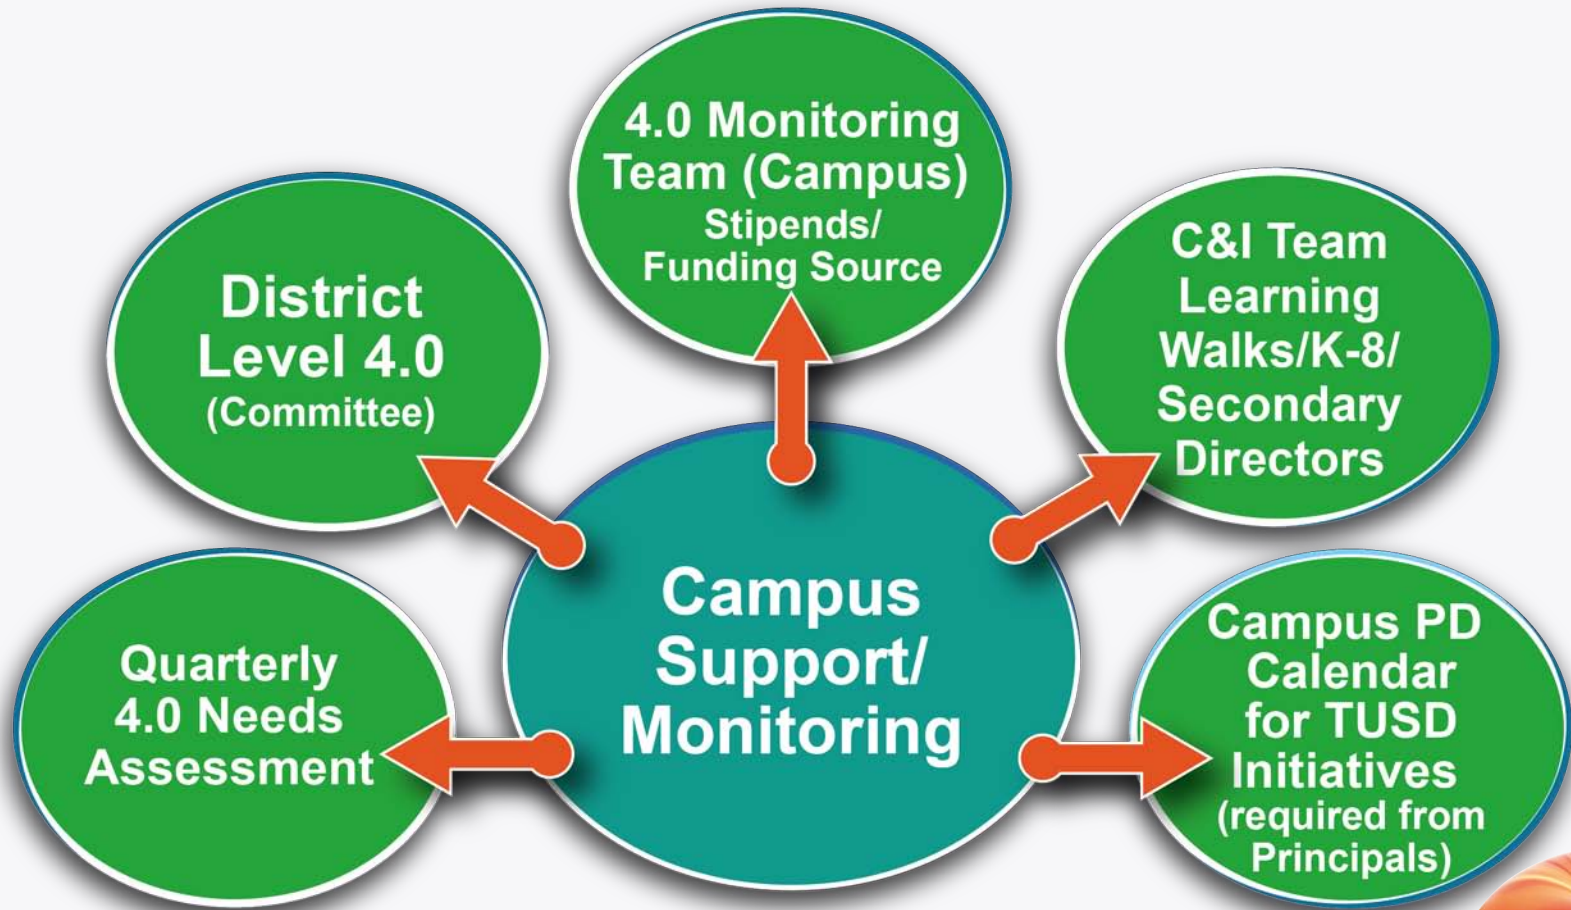 4.0 Monitoring
Team (Campus)
Stipends/
Funding Source
District
Level 4.0
(Committee)
C&I Team
Learning
Walks/K-8/
Secondary
Directors
Quarterly
4.0 Needs
Assessment
Campus
Support/
Monitoring
Campus PD
Calendar
for TUSD
Initiatives
(required from
Principals)